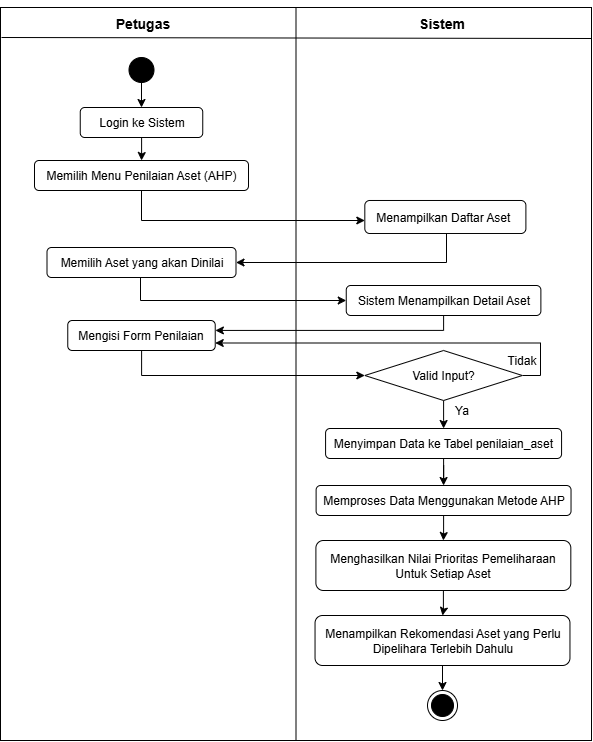 Petugas
Sistem
Login ke Sistem
Memilih Menu Penilaian Aset (AHP)
Menampilkan Daftar Aset
Memilih Aset yang akan Dinilai
Sistem Menampilkan Detail Aset
Mengisi Form Penilaian
Tidak
Valid Input?
Ya
Menyimpan Data ke Tabel penilaian_aset
Memproses Data Menggunakan Metode AHP
Menghasilkan Nilai Prioritas Pemeliharaan
Untuk Setiap Aset
Menampilkan Rekomendasi Aset yang Perlu
Dipelihara Terlebih Dahulu